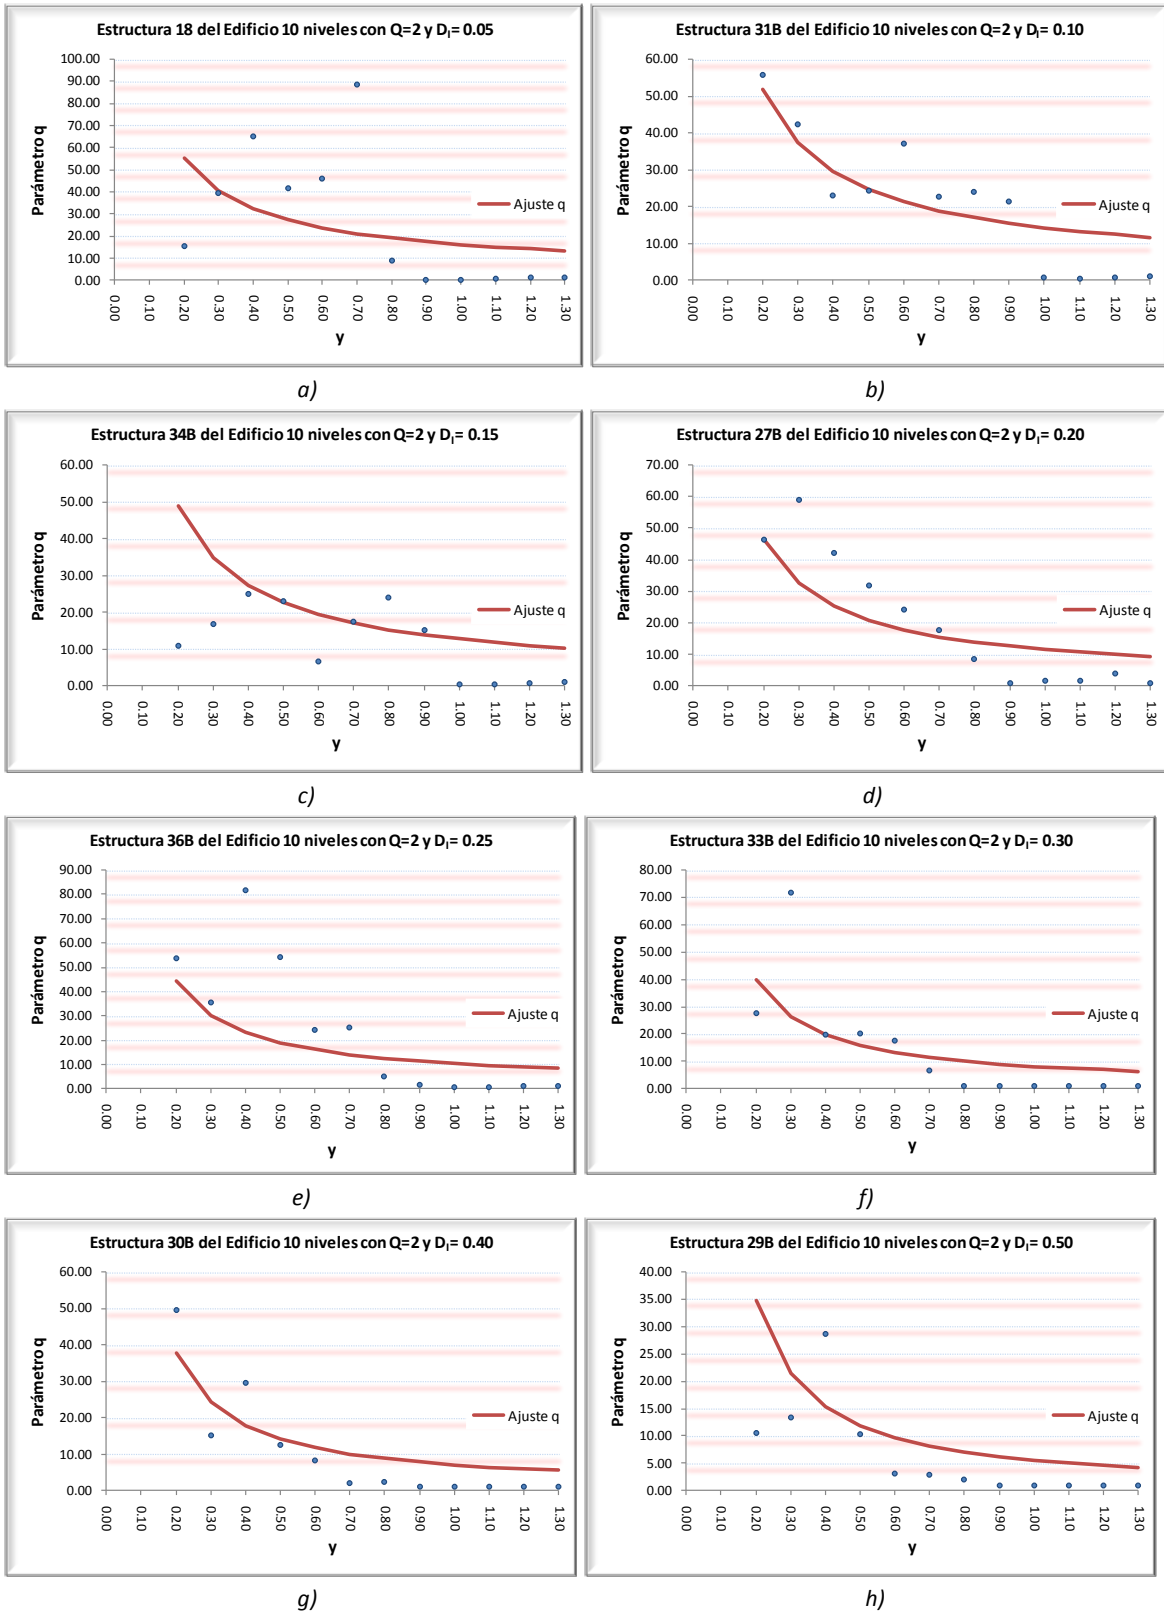 Estructura 18 del Edificio 10 niveles con Q=2 y DI= 0.05
Parámetro q
100.00
90.00
80.00
70.00
60.00
50.00
40.00
30.00
20.00
10.00
0.00
Ajuste q
0.00 0.10 0.20 0.30 0.40 0.50 0.60 0.70 0.80 0.90 1.00 1.10 1.20 1.30
y
a)
Estructura 31B del Edificio 10 niveles con Q=2 y DI= 0.10
Parámetro q
60.00
50.00
40.00
30.00
20.00
10.00
0.00
Ajuste q
0.00 0.10 0.20 0.30 0.40 0.50 0.60 0.70 0.80 0.90 1.00 1.10 1.20 1.30
y
b)
Estructura 34B del Edificio 10 niveles con Q=2 y DI= 0.15
Parámetro q
60.00
50.00
40.00
30.00
20.00
10.00
0.00
Ajuste q
0.00 0.10 0.20 0.30 0.40 0.50 0.60 0.70 0.80 0.90 1.00 1.10 1.20 1.30
y
c)
Estructura 27B del Edificio 10 niveles con Q=2 y DI= 0.20
Parámetro q
70.00
60.00
50.00
40.00
30.00
20.00
10.00
0.00
Ajuste q
0.00 0.10 0.20 0.30 0.40 0.50 0.60 0.70 0.80 0.90 1.00 1.10 1.20 1.30
y
d)
Estructura 36B del Edificio 10 niveles con Q=2 y DI= 0.25
Parámetro q
90.00
80.00
70.00
60.00
50.00
40.00
30.00
20.00
10.00
0.00
Ajuste q
0.00 0.10 0.20 0.30 0.40 0.50 0.60 0.70 0.80 0.90 1.00 1.10 1.20 1.30
y
e)
Estructura 33B del Edificio 10 niveles con Q=2 y DI= 0.30
Parámetro q
80.00
70.00
60.00
50.00
40.00
30.00
20.00
10.00
0.00
Ajuste q
0.00 0.10 0.20 0.30 0.40 0.50 0.60 0.70 0.80 0.90 1.00 1.10 1.20 1.30
y
f)
Estructura 30B del Edificio 10 niveles con Q=2 y DI= 0.40
Parámetro q
60.00
50.00
40.00
30.00
20.00
10.00
0.00
Ajuste q
0.00 0.10 0.20 0.30 0.40 0.50 0.60 0.70 0.80 0.90 1.00 1.10 1.20 1.30
y
g)
Estructura 29B del Edificio 10 niveles con Q=2 y DI= 0.50
Parámetro q
40.00
35.00
30.00
25.00
20.00
15.00
10.00
5.00
0.00
Ajuste q
0.00 0.10 0.20 0.30 0.40 0.50 0.60 0.70 0.80 0.90 1.00 1.10 1.20 1.30
y
h)